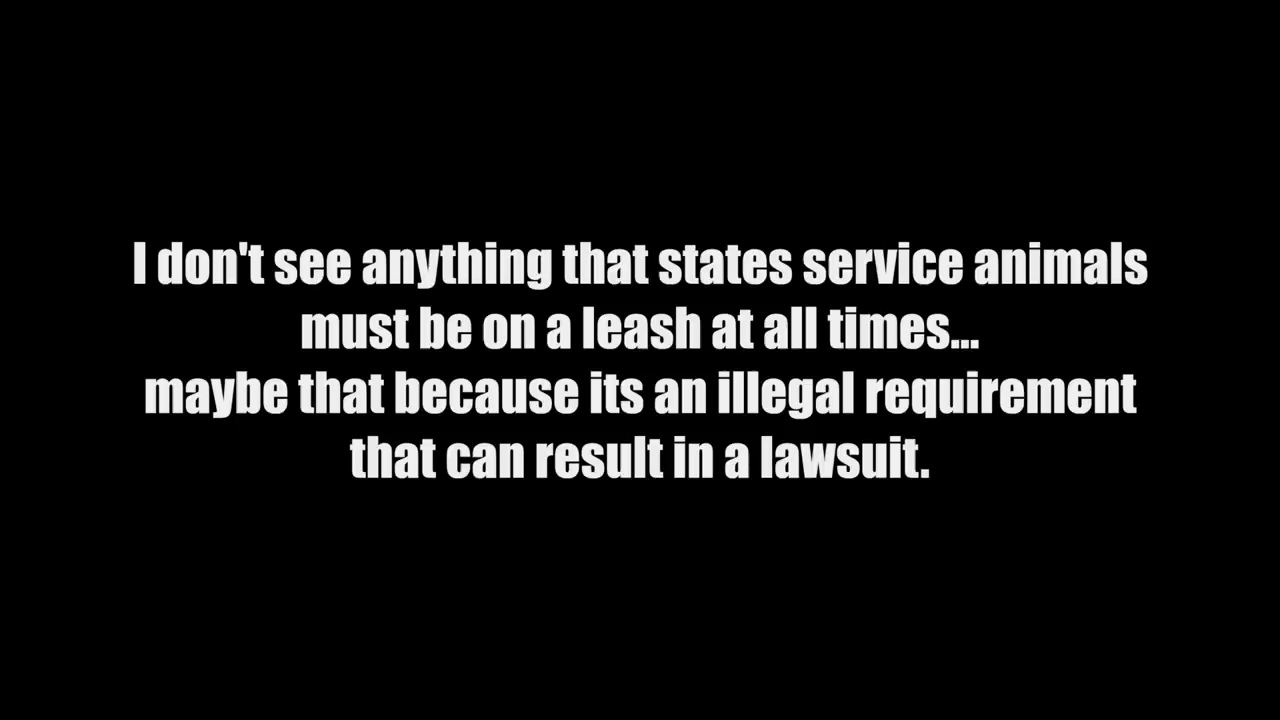 I don't see anything that states service animals
must be on a leash at all times...
maybe that because its an illegal requirement
that can result in a lawsuit.